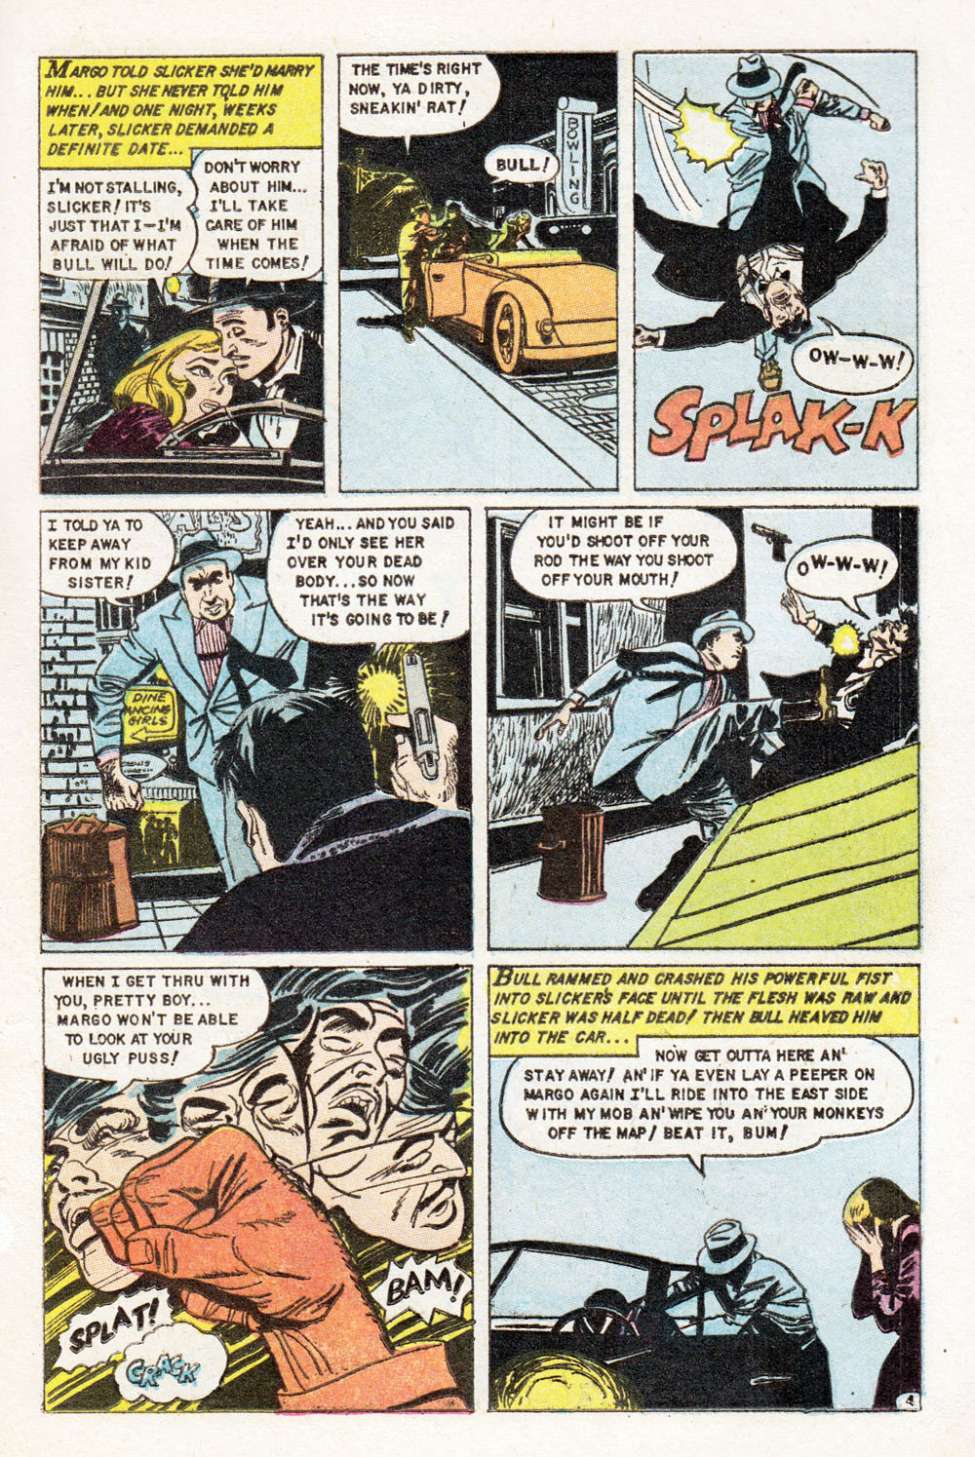 MARGO TOLD SLICKER SHE'D MARRY
HIM... BUT SHE NEVER TOLD HIM
WHEN! AND ONE NIGHT, WEEKS
LATER, SLICKER DEMANDED A
DEFINITE DATE...
I'M NOT STALLING,
SLICKER! IT'S
JUST THAT I-I'M
AFRAID OF WHAT
BULL WILL DO!
DON'T WORRY
ABOUT HIM...
I'LL TAKE
CARE OF HIM
WHEN THE
TIME COMES!
THE TIME'S RIGHT
NOW, YA DIRTY,
SNEAKIN' RAT!
BULL!
BOWLING
OW-W-W!
SPLAK-K
I TOLD YA TO
KEEP AWAY
FROM MY KID
SISTER!
YEAH... AND YOU SAID
I'D ONLY SEE HER
OVER YOUR DEAD
BODY... SO NOW
THAT'S THE WAY
IT'S GOING TO BE!
DINE
ANCING
GIRLS
IT MIGHT BE IF
YOU'D SHOOT OFF YOUR
ROD THE WAY YOU SHOOT
OFF YOUR MOUTH!
OW-W-W!
WHEN I GET THRU WITH
YOU, PRETTY BOY...
MARGO WON'T BE ABLE
TO LOOK AT YOUR
UGLY PUSS!
SPLAT!
CRACK
BAM!
BULL RAMMED AND CRASHED HIS POWERFUL FIST
INTO SLICKER'S FACE UNTIL THE FLESH WAS RAW AND
SLICKER WAS HALF DEAD! THEN BULL HEAVED HIM
INTO THE CAR...
NOW GET OUTTA HERE AN'
STAY AWAY! AN' IF YA EVEN LAY A PEEPER ON
MARGO AGAIN I'LL RIDE INTO THE EAST SIDE
WITH MY MOB AN' WIPE YOU AN' YOUR MONKEYS
OFF THE MAP! BEAT IT, BUM!
4